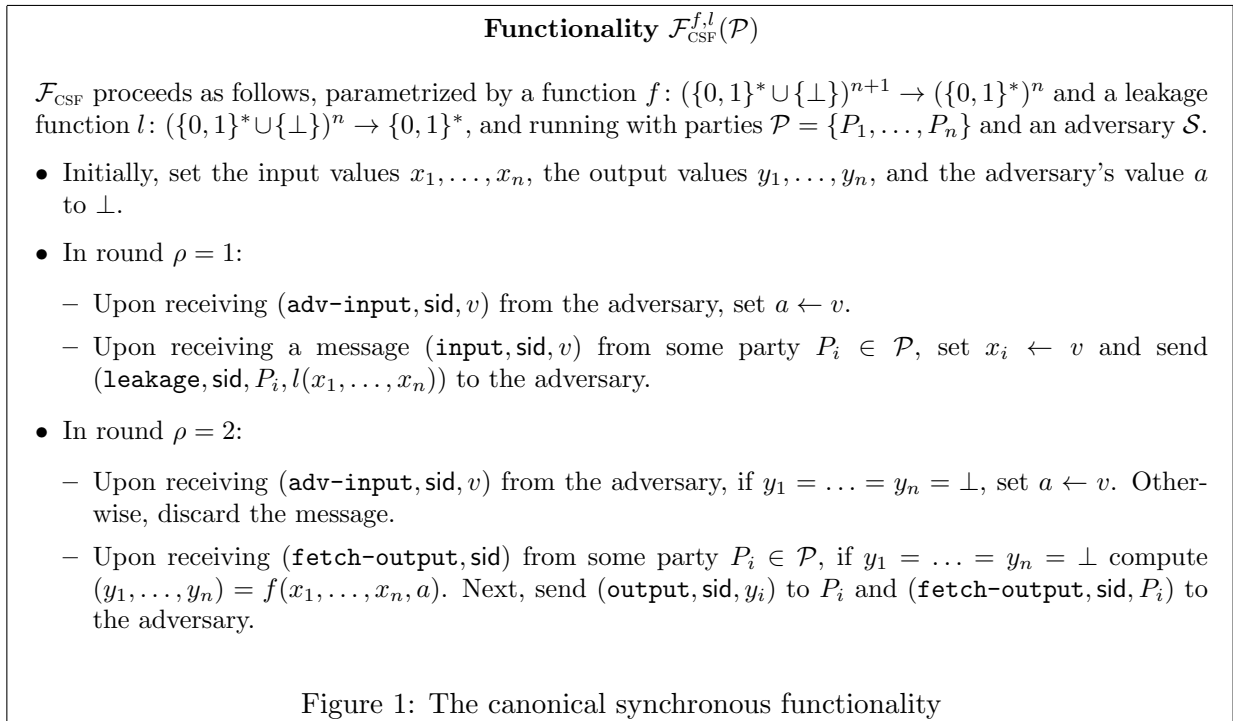 Functionality $\mathcal{F}_{\text{CSF}}^{f,l}(\mathcal{P})$
$\mathcal{F}_{\text{CSF}}$ proceeds as follows, parametrized by a function $f\colon (\{0,1\}^* \cup \{\bot\})^{n+1} \to (\{0,1\}^*)^n$ and a leakage
function $l\colon (\{0,1\}^* \cup \{\bot\})^n \to \{0,1\}^*$, and running with parties $\mathcal{P} = \{P_1, \ldots, P_n\}$ and an adversary $\mathcal{S}$.
• Initially, set the input values $x_1, \ldots, x_n$, the output values $y_1, \ldots, y_n$, and the adversary's value $a$
to $\bot$.
• In round $\rho = 1$:
– Upon receiving (adv-input, sid, $v$) from the adversary, set $a \leftarrow v$.
– Upon receiving a message (input, sid, $v$) from some party $P_i \in \mathcal{P}$, set $x_i \leftarrow v$ and send
(leakage, sid, $P_i$, $l(x_1, \ldots, x_n)$) to the adversary.
• In round $\rho = 2$:
– Upon receiving (adv-input, sid, $v$) from the adversary, if $y_1 = \ldots = y_n = \bot$, set $a \leftarrow v$. Other-
wise, discard the message.
– Upon receiving (fetch-output, sid) from some party $P_i \in \mathcal{P}$, if $y_1 = \ldots = y_n = \bot$ compute
$(y_1, \ldots, y_n) = f(x_1, \ldots, x_n, a)$. Next, send (output, sid, $y_i$) to $P_i$ and (fetch-output, sid, $P_i$) to
the adversary.
Figure 1: The canonical synchronous functionality